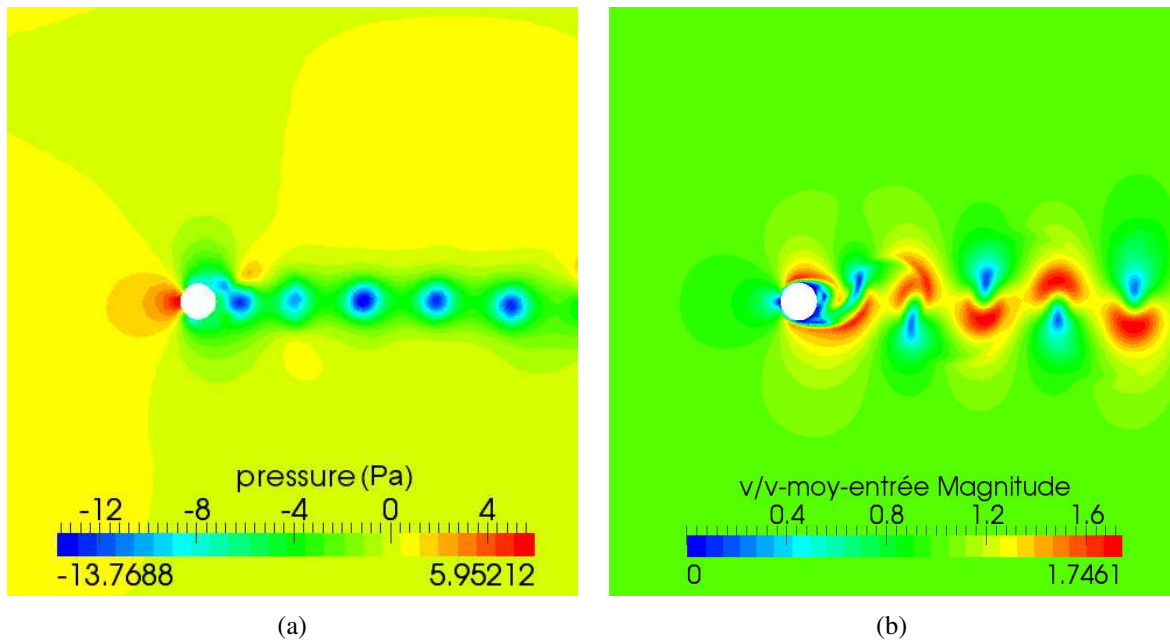 pressure (Pa)
-12 -8 -4 0 4
-13.7688 5.95212
v/v-moy-entrée Magnitude
0.4 0.8 1.2 1.6
0 1.7461
(a) (b)